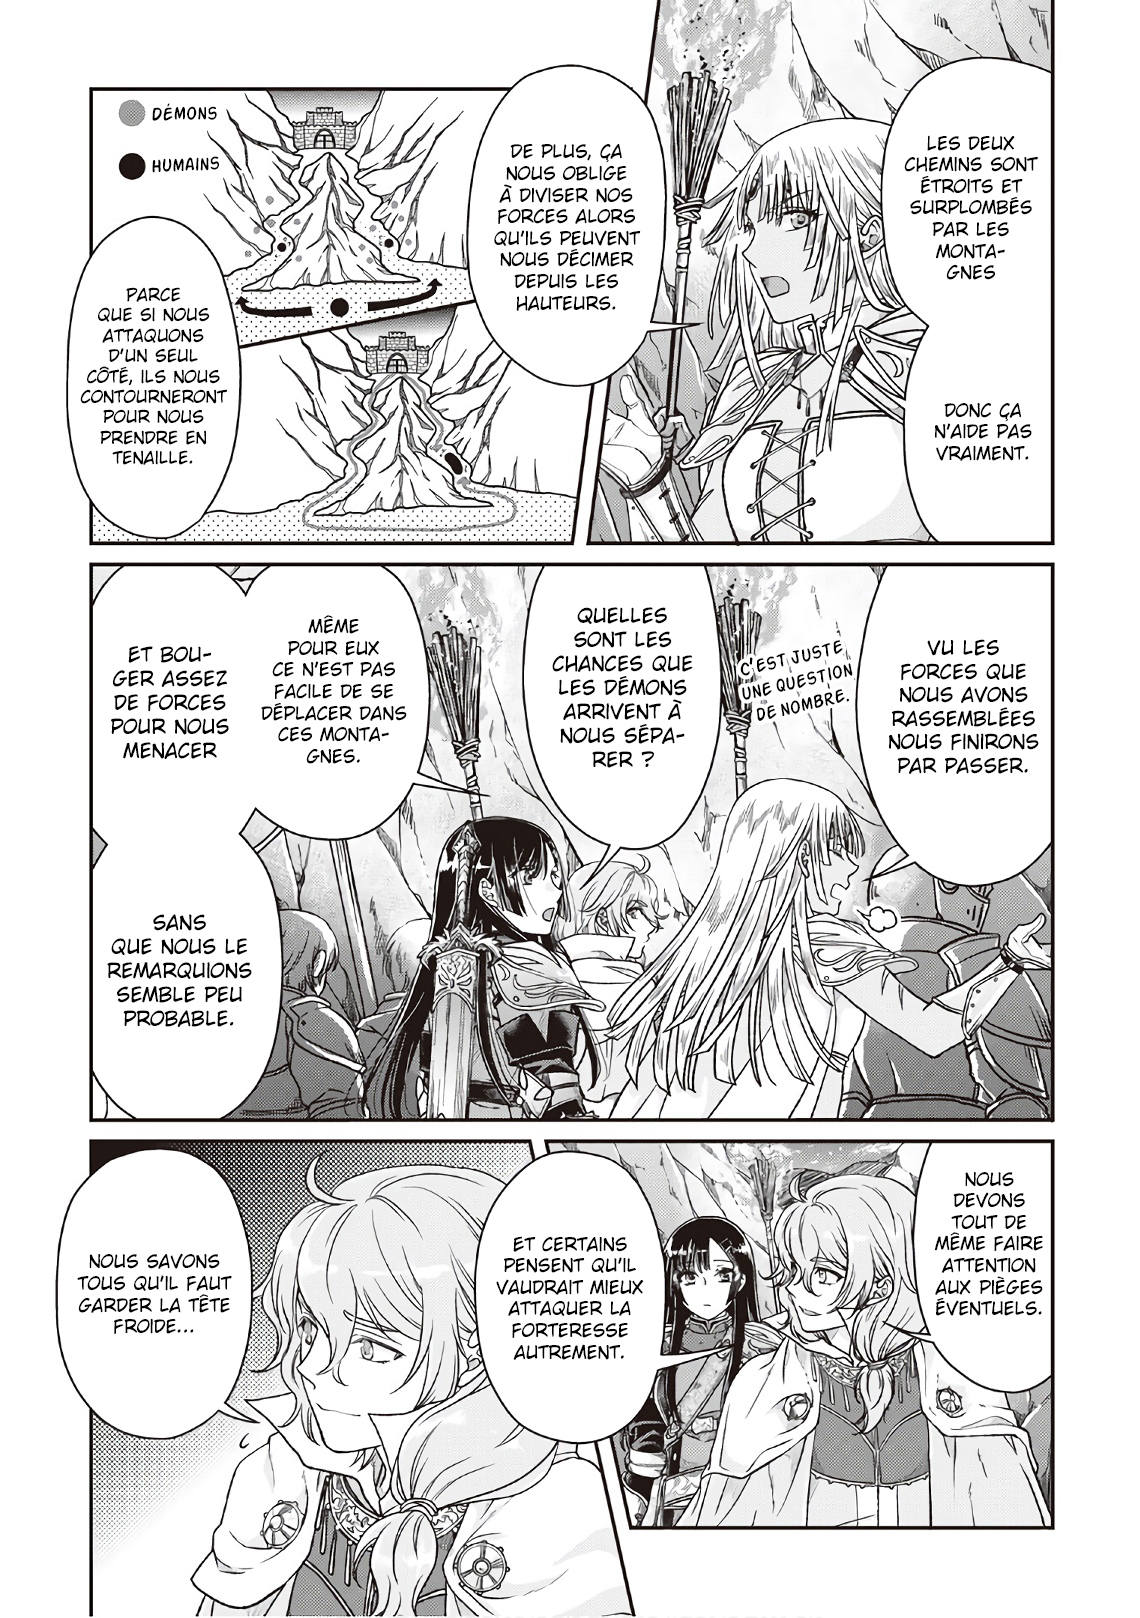 LES DEUX
CHEMINS SONT
ÉTROITS ET
SURPLOMBÉS
PAR LES
MONTA-
GNES
DONC ÇA
N'AIDE PAS
VRAIMENT.
DE PLUS, ÇA
NOUS OBLIGE
À DIVISER NOS
FORCES ALORS
QU'ILS PEUVENT
NOUS DÉCIMER
DEPUIS LES
HAUTEURS.
DÉMONS
HUMAINS
PARCE
QUE SI NOUS
ATTAQUONS
D'UN SEUL
CÔTÉ, ILS NOUS
CONTOURNERONT
POUR NOUS
PRENDRE EN
TENAILLE.
VU LES
FORCES QUE
NOUS AVONS
RASSEMBLÉES
NOUS FINIRONS
PAR PASSER.
C'EST JUSTE
UNE QUESTION
DE NOMBRE.
QUELLES
SONT LES
CHANCES QUE
LES DÉMONS
ARRIVENT À
NOUS SÉPA-
RER ?
MÊME
POUR EUX
CE N'EST PAS
FACILE DE SE
DÉPLACER DANS
CES MONTA-
GNES.
ET BOU-
GER ASSEZ
DE FORCES
POUR NOUS
MENACER
SANS
QUE NOUS LE
REMARQUIONS
SEMBLE PEU
PROBABLE.
NOUS
DEVONS
TOUT DE
MÊME FAIRE
ATTENTION
AUX PIÈGES
ÉVENTUELS.
ET CERTAINS
PENSENT QU'IL
VAUDRAIT MIEUX
ATTAQUER LA
FORTERESSE
AUTREMENT.
NOUS SAVONS
TOUS QU'IL FAUT
GARDER LA TÊTE
FROIDE...